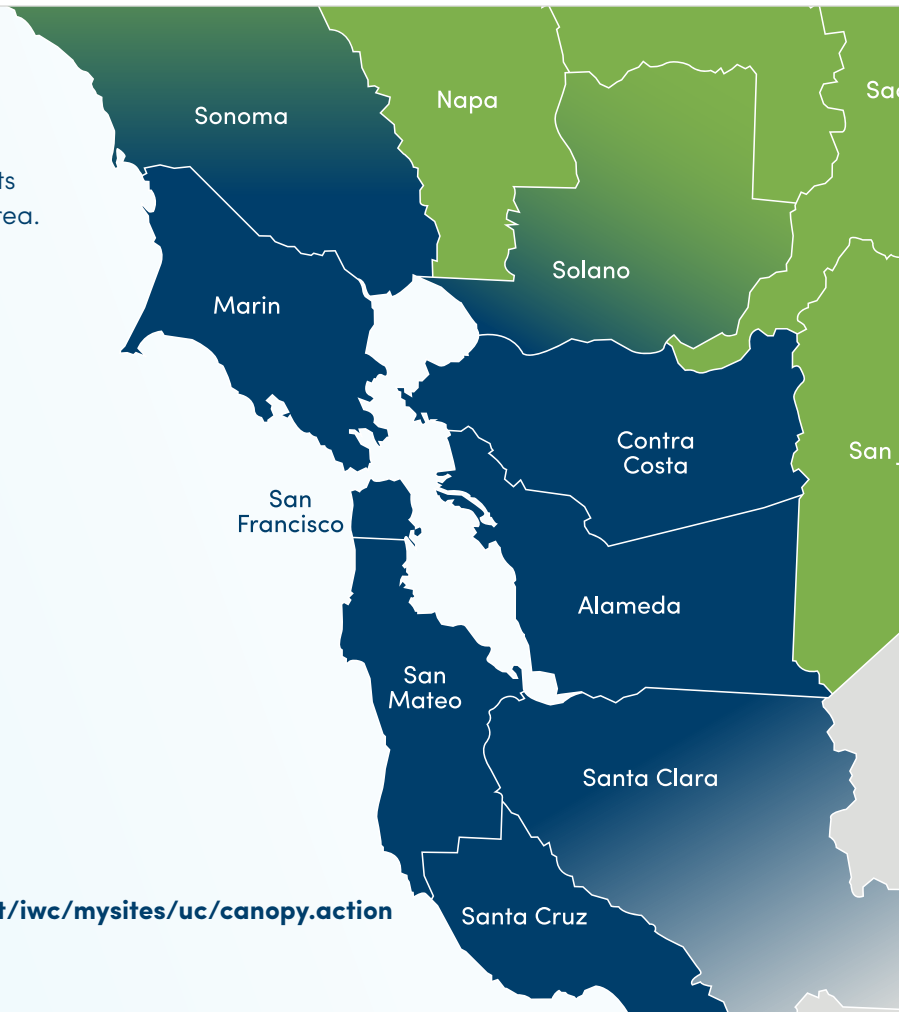 Sonoma
Napa
ts
rea.
Solano
Marin
Contra
Costa
San
San
Francisco
Alameda
San
Mateo
Santa Clara
t/iwc/mysites/uc/canopy.action
Santa Cruz